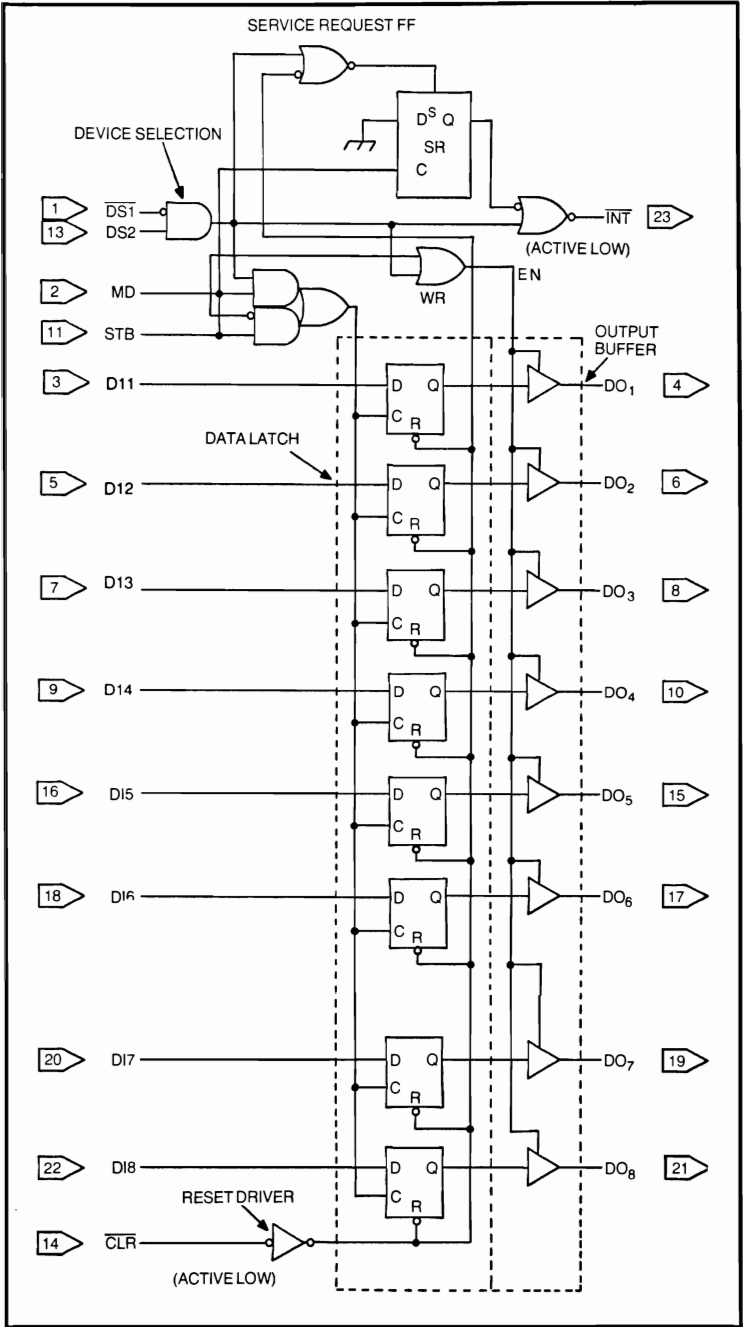 SERVICE REQUEST FF
DEVICE SELECTION
D S Q
SR
C
1 DS1
13 DS2
INT 23
(ACTIVE LOW)
EN
WR
2 MD
11 STB
OUTPUT
BUFFER
3 D11 D Q DO1 4
C R
DATA LATCH
5 D12 D Q DO2 6
C R
7 D13 D Q DO3 8
C R
9 D14 D Q DO4 10
C R
16 DI5 D Q DO5 15
C R
18 DI6 D Q DO6 17
C R
20 DI7 D Q DO7 19
C R
22 DI8 D Q DO8 21
C R
RESET DRIVER
14 CLR
(ACTIVE LOW)